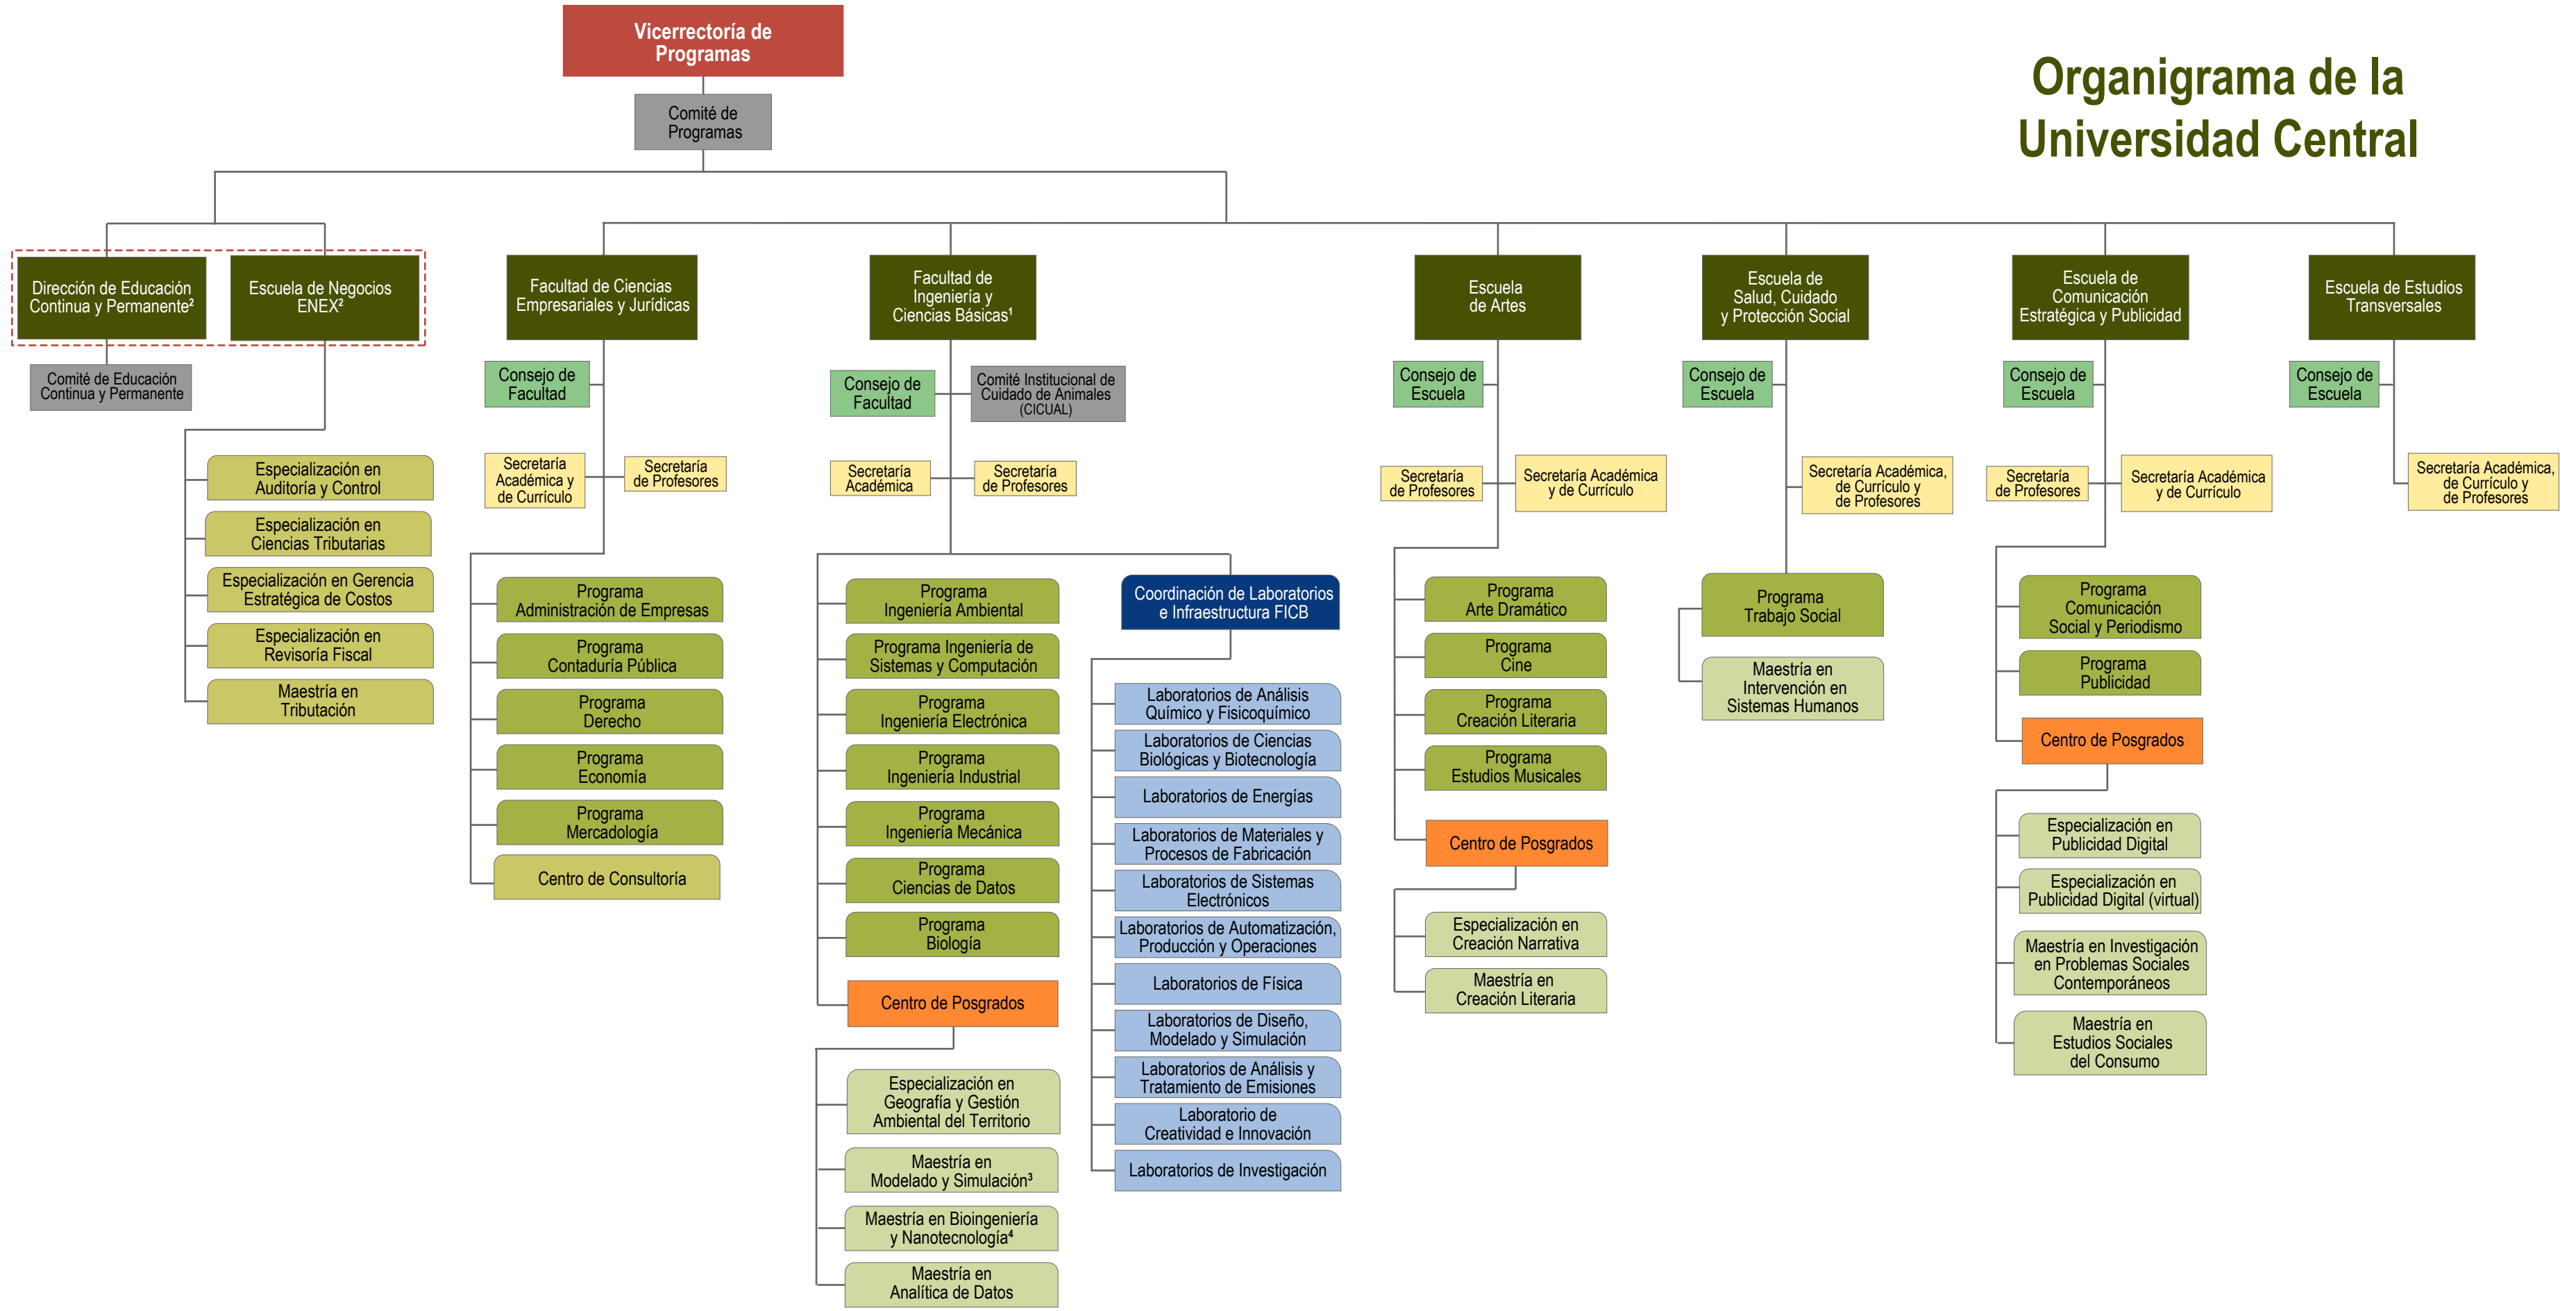 Vicerrectoría de
Programas
Organigrama de la
Universidad Central
Comité de
Programas
Dirección de Educación
Continua y Permanente²
Comité de Educación
Continua y Permanente
Escuela de Negocios
ENEX²
Especialización en
Auditoría y Control
Especialización en
Ciencias Tributarias
Especialización en Gerencia
Estratégica de Costos
Especialización en
Revisoría Fiscal
Maestría en
Tributación
Facultad de Ciencias
Empresariales y Jurídicas
Consejo de
Facultad
Secretaría
Académica y
de Currículo
Secretaría
de Profesores
Programa
Administración de Empresas
Programa
Contaduría Pública
Programa
Derecho
Programa
Economía
Programa
Mercadología
Centro de Consultoría
Facultad de
Ingeniería y
Ciencias Básicas¹
Consejo de
Facultad
Comité Institucional de
Cuidado de Animales
(CICUAL)
Secretaría
Académica
Secretaría
de Profesores
Programa
Ingeniería Ambiental
Programa Ingeniería de
Sistemas y Computación
Programa
Ingeniería Electrónica
Programa
Ingeniería Industrial
Programa
Ingeniería Mecánica
Programa
Ciencias de Datos
Programa
Biología
Centro de Posgrados
Especialización en
Geografía y Gestión
Ambiental del Territorio
Maestría en
Modelado y Simulación³
Maestría en Bioingeniería
y Nanotecnología⁴
Maestría en
Analítica de Datos
Coordinación de Laboratorios
e Infraestructura FICB
Laboratorios de Análisis
Químico y Fisicoquímico
Laboratorios de Ciencias
Biológicas y Biotecnología
Laboratorios de Energías
Laboratorios de Materiales y
Procesos de Fabricación
Laboratorios de Sistemas
Electrónicos
Laboratorios de Automatización,
Producción y Operaciones
Laboratorios de Física
Laboratorios de Diseño,
Modelado y Simulación
Laboratorios de Análisis y
Tratamiento de Emisiones
Laboratorio de
Creatividad e Innovación
Laboratorios de Investigación
Escuela
de Artes
Consejo de
Escuela
Secretaría
de Profesores
Secretaría Académica
y de Currículo
Programa
Arte Dramático
Programa
Cine
Programa
Creación Literaria
Programa
Estudios Musicales
Centro de Posgrados
Especialización en
Creación Narrativa
Maestría en
Creación Literaria
Escuela de
Salud, Cuidado
y Protección Social
Consejo de
Escuela
Secretaría Académica,
de Currículo y
de Profesores
Programa
Trabajo Social
Maestría en
Intervención en
Sistemas Humanos
Escuela de
Comunicación
Estratégica y Publicidad
Consejo de
Escuela
Secretaría
de Profesores
Secretaría Académica
y de Currículo
Programa
Comunicación
Social y Periodismo
Programa
Publicidad
Centro de Posgrados
Especialización en
Publicidad Digital
Especialización en
Publicidad Digital (virtual)
Maestría en Investigación
en Problemas Sociales
Contemporáneos
Maestría en
Estudios Sociales
del Consumo
Escuela de Estudios
Transversales
Consejo de
Escuela
Secretaría Académica,
de Currículo y
de Profesores